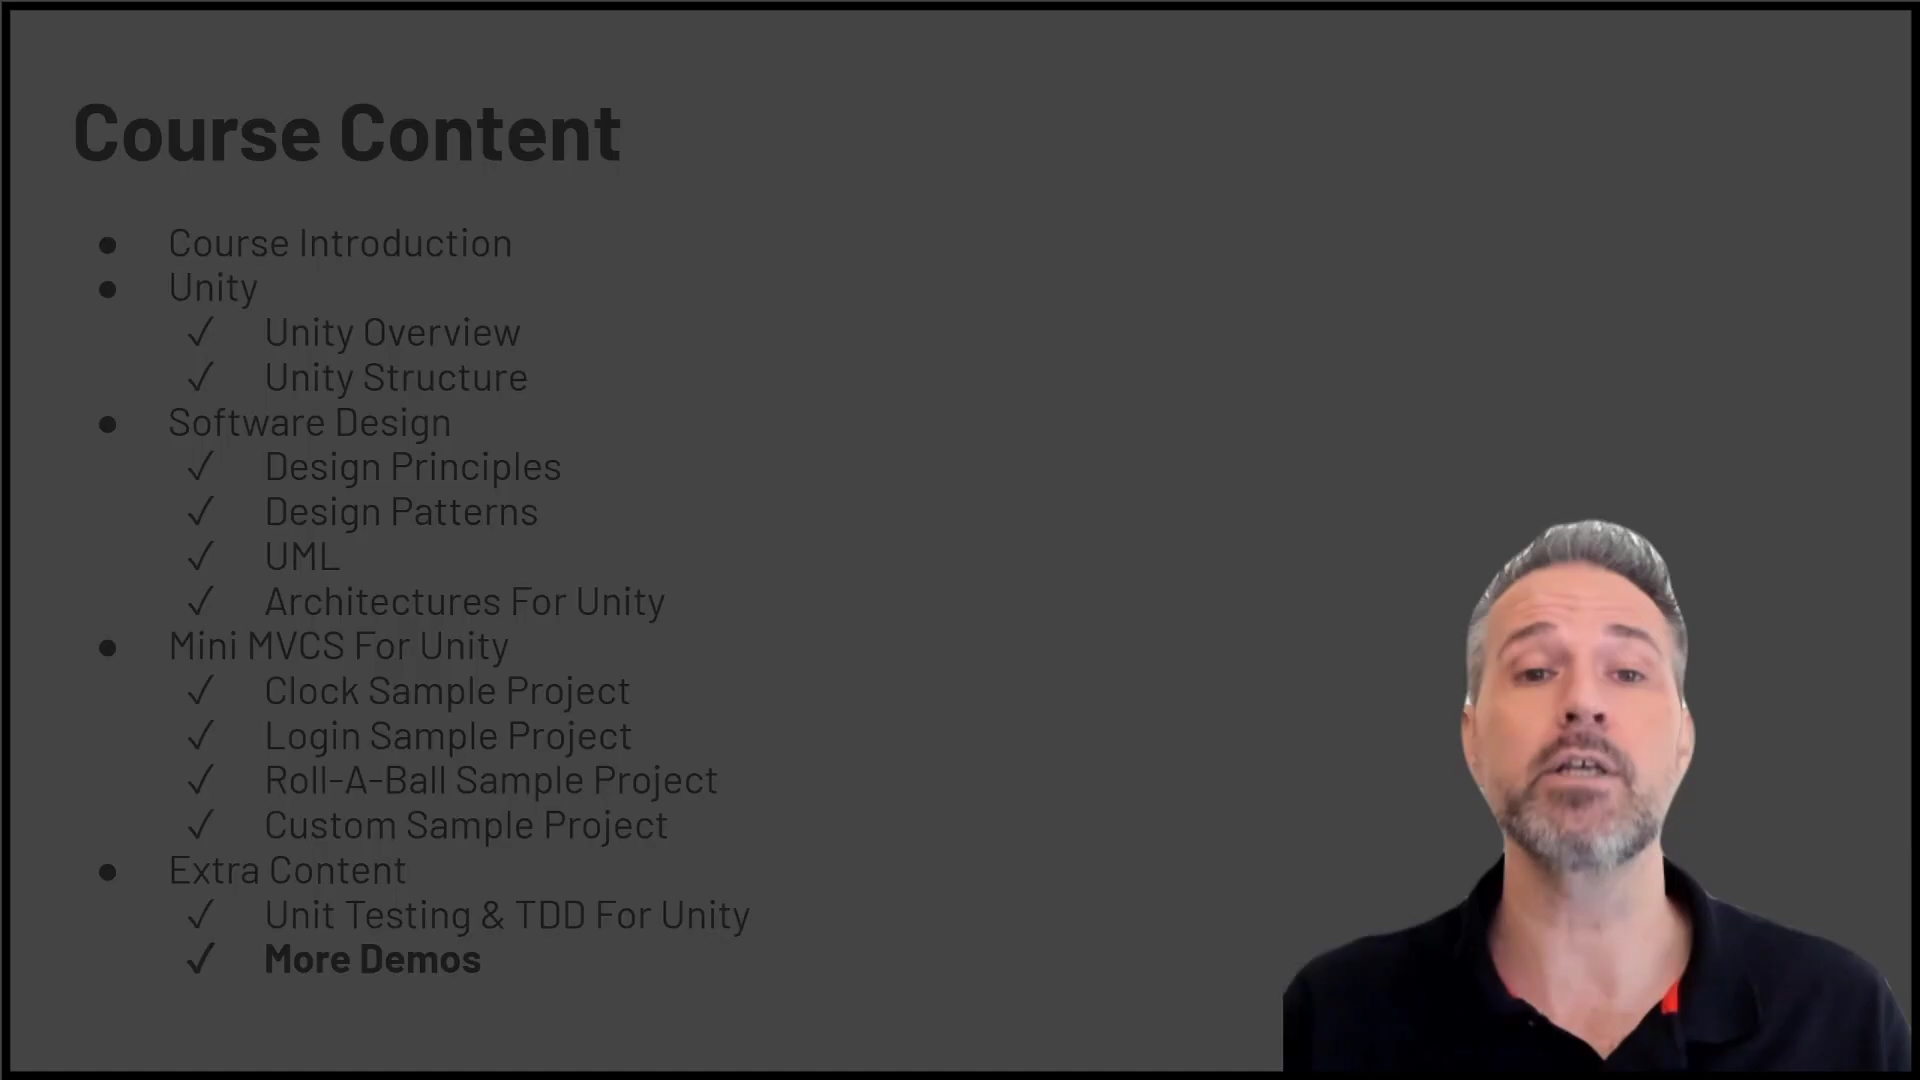 Course Content
● Course Introduction
● Unity
✓ Unity Overview
✓ Unity Structure
● Software Design
✓ Design Principles
✓ Design Patterns
✓ UML
✓ Architectures For Unity
● Mini MVCS For Unity
✓ Clock Sample Project
✓ Login Sample Project
✓ Roll-A-Ball Sample Project
✓ Custom Sample Project
● Extra Content
✓ Unit Testing & TDD For Unity
✓ More Demos